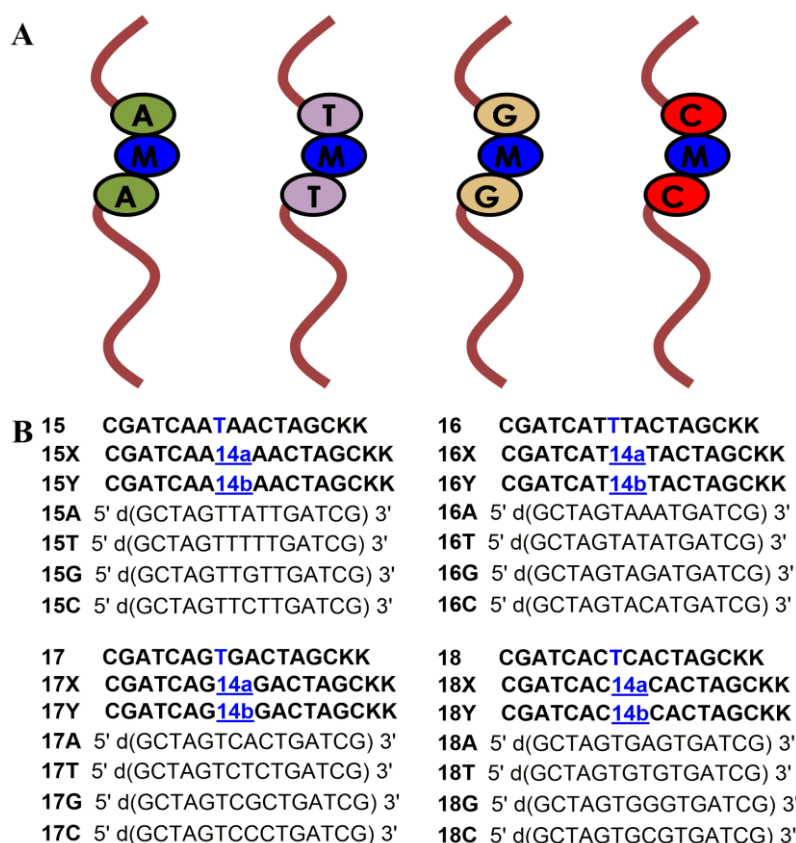 A
A T G C
M M M M
A T G C
B
15 CGATCAATAACTAGCKK
15X CGATCAA14aAACTAGCKK
15Y CGATCAA14bAACTAGCKK
15A 5' d(GCTAGTTATTGATCG) 3'
15T 5' d(GCTAGTTTTTGATCG) 3'
15G 5' d(GCTAGTTGTTGATCG) 3'
15C 5' d(GCTAGTTCTTGATCG) 3'
16 CGATCATTTACTAGCKK
16X CGATCAT14aTACTAGCKK
16Y CGATCAT14bTACTAGCKK
16A 5' d(GCTAGTAAATGATCG) 3'
16T 5' d(GCTAGTATATGATCG) 3'
16G 5' d(GCTAGTAGATGATCG) 3'
16C 5' d(GCTAGTACATGATCG) 3'
17 CGATCAGTGACTAGCKK
17X CGATCAG14aGACTAGCKK
17Y CGATCAG14bGACTAGCKK
17A 5' d(GCTAGTCACTGATCG) 3'
17T 5' d(GCTAGTCTCTGATCG) 3'
17G 5' d(GCTAGTCGCTGATCG) 3'
17C 5' d(GCTAGTCCCTGATCG) 3'
18 CGATCACTCACTAGCKK
18X CGATCAC14aCACTAGCKK
18Y CGATCAC14bCACTAGCKK
18A 5' d(GCTAGTGAGTGATCG) 3'
18T 5' d(GCTAGTGTGTGATCG) 3'
18G 5' d(GCTAGTGGGTGATCG) 3'
18C 5' d(GCTAGTGCGTGATCG) 3'